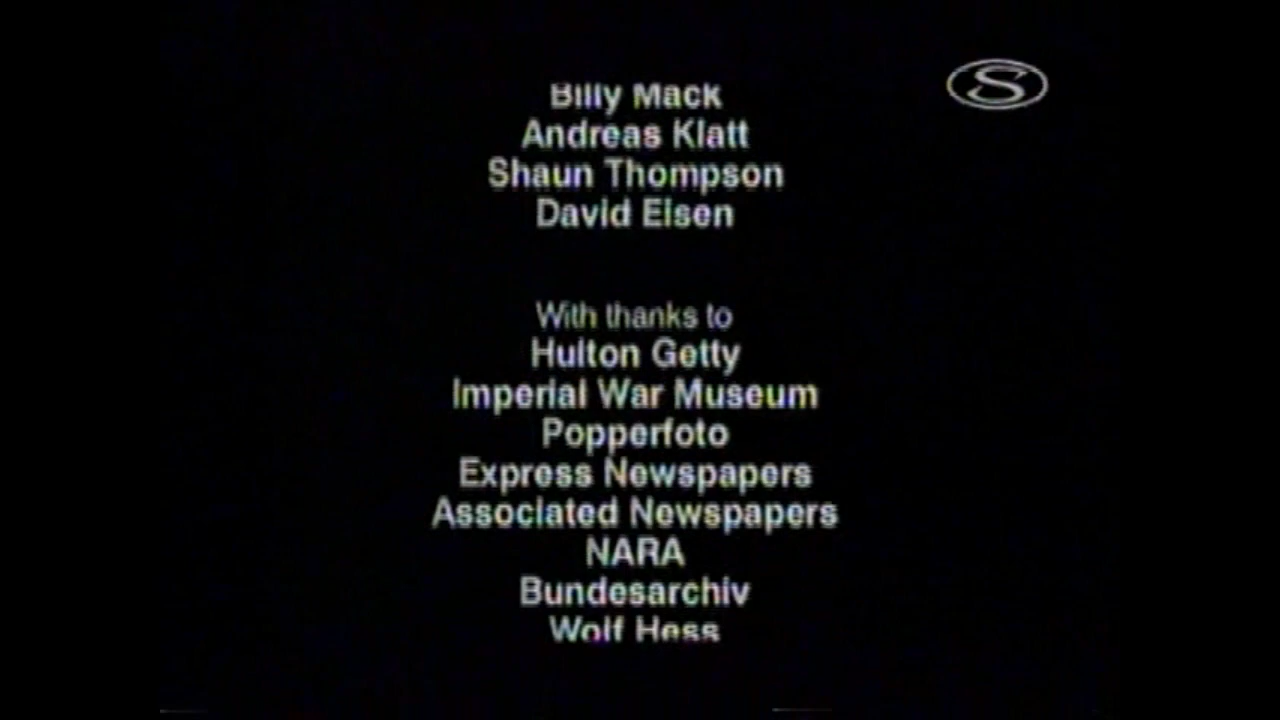 Billy Mack
Andreas Klatt
Shaun Thompson
David Eisen
With thanks to
Hulton Getty
Imperial War Museum
Popperfoto
Express Newspapers
Associated Newspapers
NARA
Bundesarchiv
Wolf Hess
S